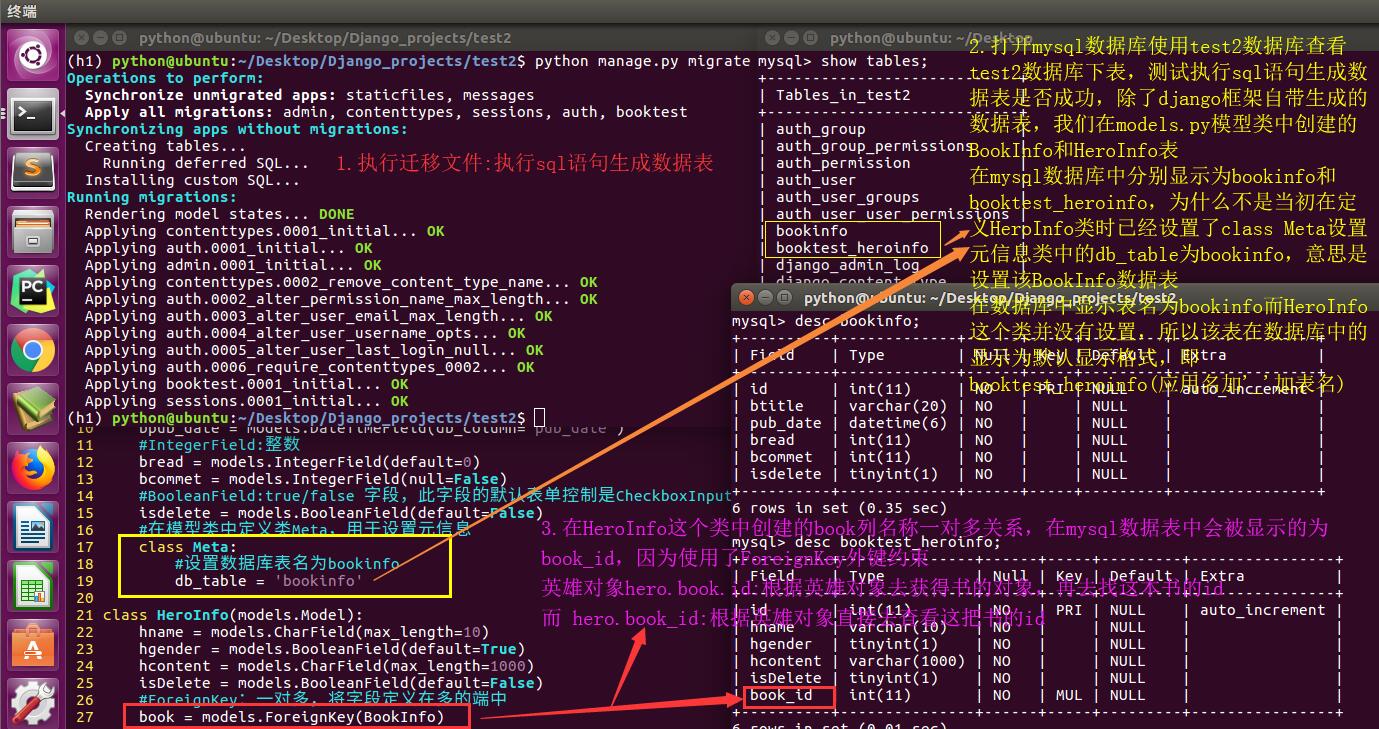 终端
python@ubuntu: ~/Desktop/Django_projects/test2
(h1) python@ubuntu:~/Desktop/Django_projects/test2$ python manage.py migrate
Operations to perform:
Synchronize unmigrated apps: staticfiles, messages
Apply all migrations: admin, contenttypes, sessions, auth, booktest
Synchronizing apps without migrations:
Creating tables...
Running deferred SQL...
Installing custom SQL...
Running migrations:
Rendering model states... DONE
Applying contenttypes.0001_initial... OK
Applying auth.0001_initial... OK
Applying admin.0001_initial... OK
Applying contenttypes.0002_remove_content_type_name... OK
Applying auth.0002_alter_permission_name_max_length... OK
Applying auth.0003_alter_user_email_max_length... OK
Applying auth.0004_alter_user_username_opts... OK
Applying auth.0005_alter_user_last_login_null... OK
Applying auth.0006_require_contenttypes_0002... OK
Applying booktest.0001_initial... OK
Applying sessions.0001_initial... OK
(h1) python@ubuntu:~/Desktop/Django_projects/test2$
1.执行迁移文件:执行sql语句生成数据表
10 bpub_date = models.DateTimeField(db_column='pub_date')
11 #IntegerField:整数
12 bread = models.IntegerField(default=0)
13 bcommet = models.IntegerField(null=False)
14 #BooleanField:true/false 字段，此字段的默认表单控制是CheckboxInput
15 isdelete = models.BooleanField(default=False)
16 #在模型类中定义类Meta，用于设置元信息
17 class Meta:
18 #设置数据库表名为bookinfo
19 db_table = 'bookinfo'
20
21 class HeroInfo(models.Model):
22 hname = models.CharField(max_length=10)
23 hgender = models.BooleanField(default=True)
24 hcontent = models.CharField(max_length=1000)
25 isDelete = models.BooleanField(default=False)
26 #ForeignKey：一对多，将字段定义在多的端中
27 book = models.ForeignKey(BookInfo)
python@ubuntu: ~/Desktop
mysql> show tables;
| Tables_in_test2
| auth_group
| auth_group_permissions
| auth_permission
| auth_user
| auth_user_groups
| auth_user_user_permissions |
| bookinfo
| booktest_heroinfo
| django_admin_log
| django_content_type
2.打开mysql数据库使用test2数据库查看
test2数据库下表，测试执行sql语句生成数
据表是否成功，除了django框架自带生成的
数据表，我们在models.py模型类中创建的
BookInfo和HeroInfo表
在mysql数据库中分别显示为bookinfo和
booktest_heroinfo，为什么不是当初在定
义HeroInfo类时已经设置了class Meta设置
元信息类中的db_table为bookinfo，意思是
设置该BookInfo数据表
在数据库中显示表名为bookinfo而HeroInfo
这个类并没有设置，所以该表在数据库中的
显示为默认显示格式，即
booktest_heroinfo(应用名加'_'加表名)
python@ubuntu: ~/Desktop/Django_projects/test2
mysql> desc bookinfo;
| Field | Type | Null | Key | Default | Extra |
| id | int(11) | NO | PRI | NULL | auto_increment |
| btitle | varchar(20) | NO | | NULL | |
| pub_date | datetime(6) | NO | | NULL | |
| bread | int(11) | NO | | NULL | |
| bcommet | int(11) | NO | | NULL | |
| isdelete | tinyint(1) | NO | | NULL | |
6 rows in set (0.35 sec)
3.在HeroInfo这个类中创建的book列名称一对多关系，在mysql数据表中会被显示的为
book_id，因为使用了ForeignKey外键约束
英雄对象hero.book.id:根据英雄对象去获得书的对象，再去找这本书的id
而 hero.book_id:根据英雄对象直接去查看这把书的id
mysql> desc booktest_heroinfo;
| Field | Type | Null | Key | Default | Extra |
| id | int(11) | NO | PRI | NULL | auto_increment |
| hname | varchar(10) | NO | | NULL | |
| hgender | tinyint(1) | NO | | NULL | |
| hcontent | varchar(1000) | NO | | NULL | |
| isDelete | tinyint(1) | NO | | NULL | |
| book_id | int(11) | NO | MUL | NULL | |
6 rows in set (0.01 sec)